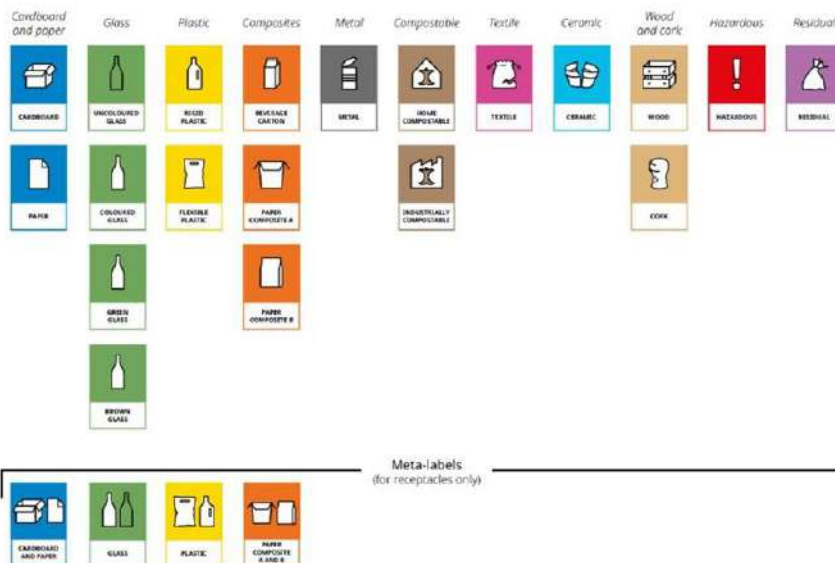 Cardboard and paper
Glass
Plastic
Composites
Metal
Compostable
Textile
Ceramic
Wood and cork
Hazardous
Residual
CARDBOARD
UNCOLOURED GLASS
RIGID PLASTIC
BEVERAGE CARTON
METAL
HOME COMPOSTABLE
TEXTILE
CERAMIC
WOOD
HAZARDOUS
RESIDUAL
PAPER
COLOURED GLASS
FLEXIBLE PLASTIC
PAPER COMPOSITE A
INDUSTRIALLY COMPOSTABLE
CORK
GREEN GLASS
PAPER COMPOSITE B
BROWN GLASS
Meta-labels
(for receptacles only)
CARDBOARD AND PAPER
GLASS
PLASTIC
PAPER COMPOSITE A AND B